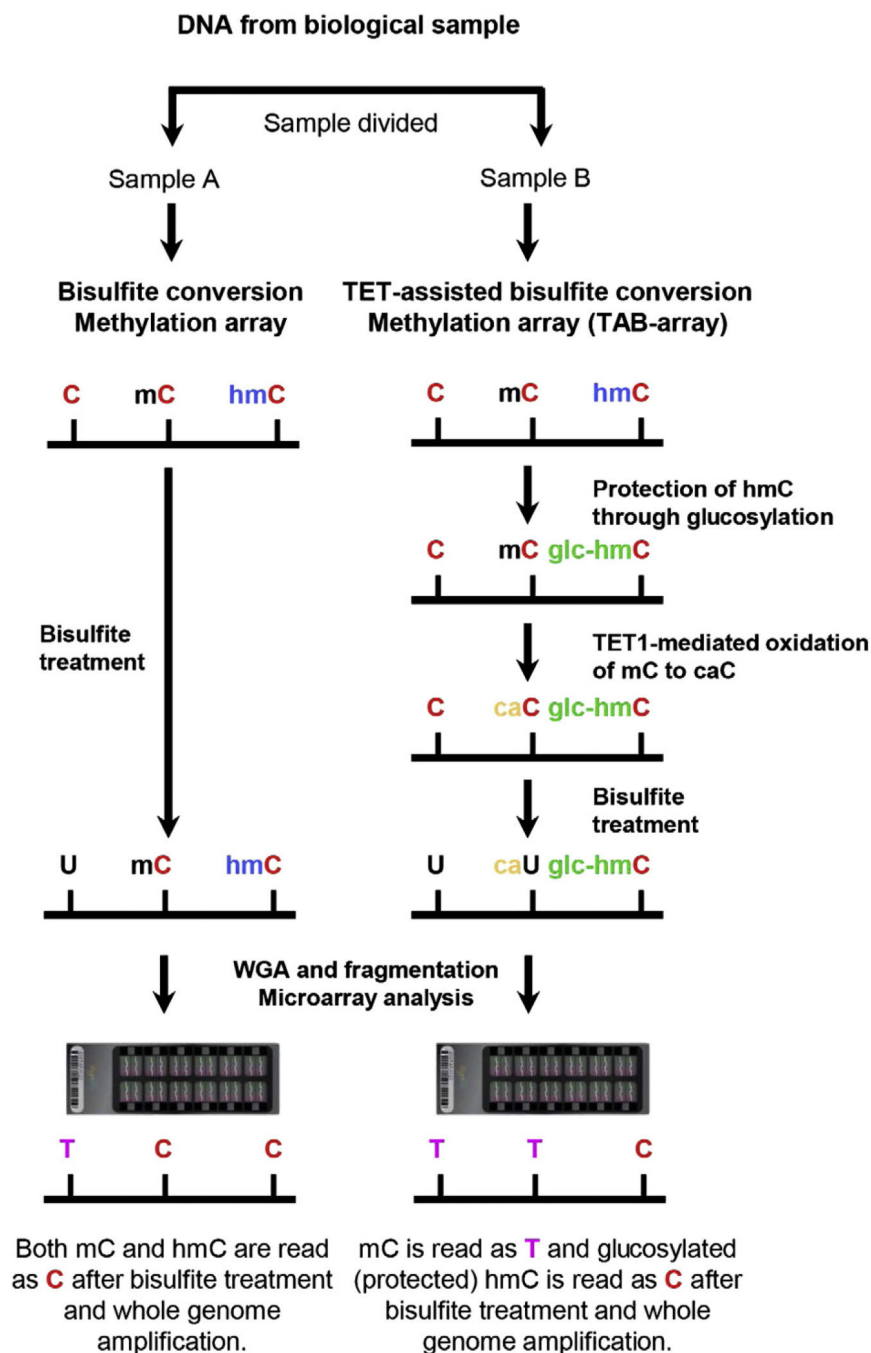 DNA from biological sample
Sample divided
Sample A
Sample B
Bisulfite conversion
Methylation array
TET-assisted bisulfite conversion
Methylation array (TAB-array)
C mC hmC
C mC hmC
Protection of hmC
through glucosylation
C mC glc-hmC
Bisulfite
treatment
TET1-mediated oxidation
of mC to caC
C caC glc-hmC
Bisulfite
treatment
U mC hmC
U caU glc-hmC
WGA and fragmentation
Microarray analysis
T C C
T T C
Both mC and hmC are read
as C after bisulfite treatment
and whole genome
amplification.
mC is read as T and glucosylated
(protected) hmC is read as C after
bisulfite treatment and whole
genome amplification.